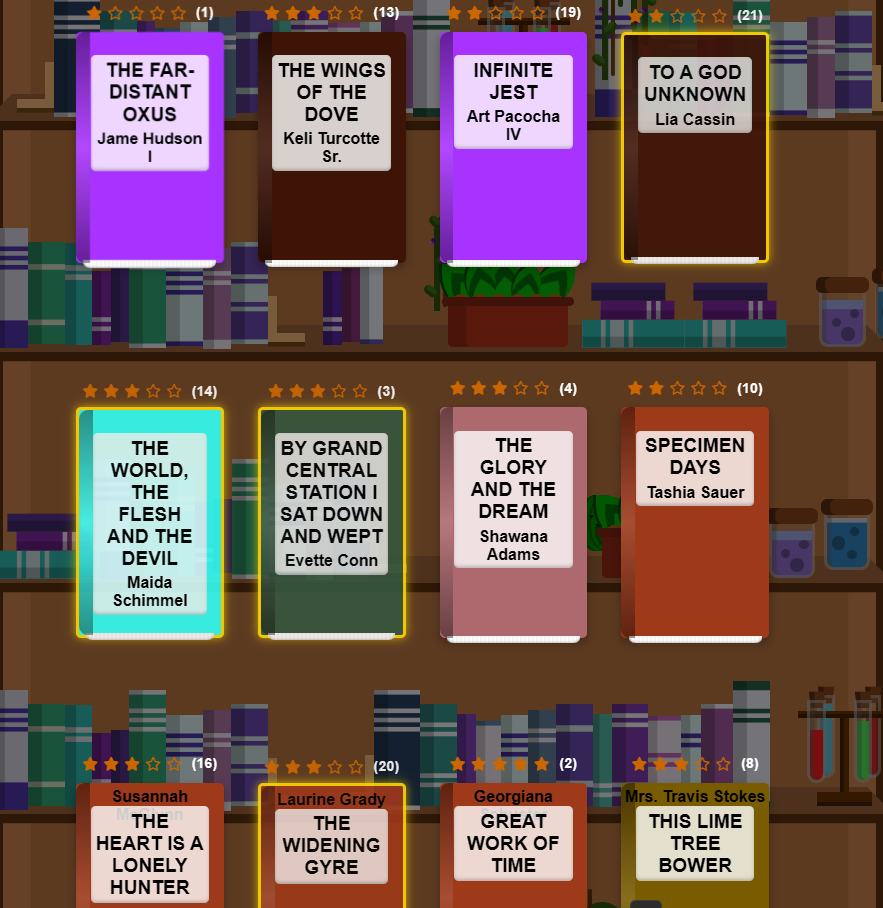 (1)
THE FAR-
DISTANT
OXUS
Jame Hudson
I
(13)
THE WINGS
OF THE
DOVE
Keli Turcotte
Sr.
(19)
INFINITE
JEST
Art Pacocha
IV
(21)
TO A GOD
UNKNOWN
Lia Cassin
(14)
THE
WORLD,
THE
FLESH
AND THE
DEVIL
Maida
Schimmel
(3)
BY GRAND
CENTRAL
STATION I
SAT DOWN
AND WEPT
Evette Conn
(4)
THE
GLORY
AND THE
DREAM
Shawana
Adams
(10)
SPECIMEN
DAYS
Tashia Sauer
(16)
Susannah
THE
HEART IS A
LONELY
HUNTER
(20)
Laurine Grady
THE
WIDENING
GYRE
(2)
Georgiana
GREAT
WORK OF
TIME
(8)
Mrs. Travis Stokes
THIS LIME
TREE
BOWER